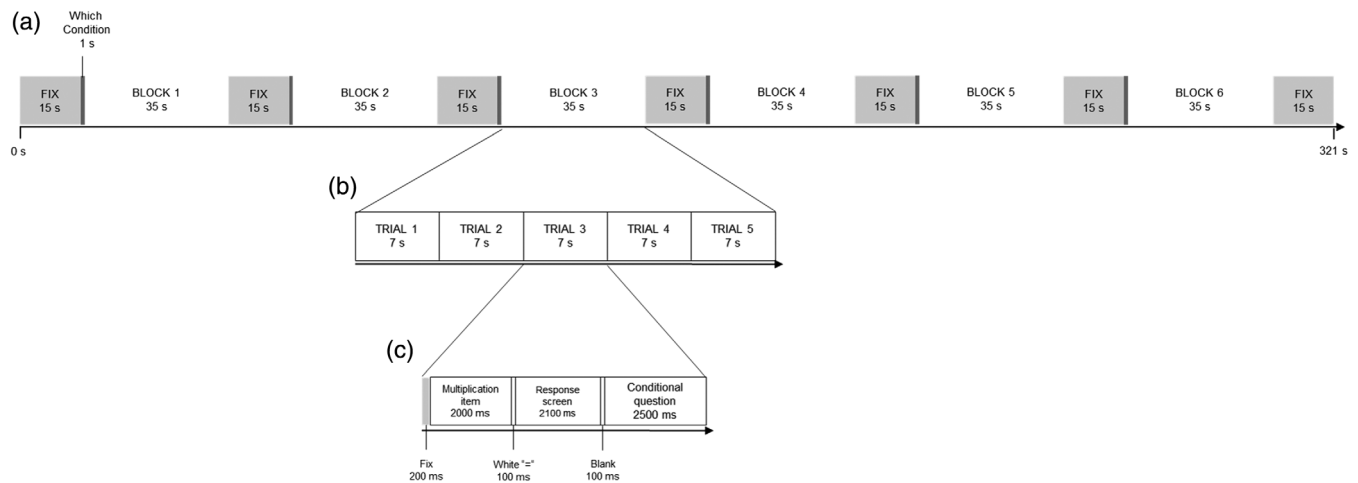 (a)
Which
Condition
1 s
FIX
15 s
BLOCK 1
35 s
FIX
15 s
BLOCK 2
35 s
FIX
15 s
BLOCK 3
35 s
FIX
15 s
BLOCK 4
35 s
FIX
15 s
BLOCK 5
35 s
FIX
15 s
BLOCK 6
35 s
FIX
15 s
0 s
321 s
(b)
TRIAL 1
7 s
TRIAL 2
7 s
TRIAL 3
7 s
TRIAL 4
7 s
TRIAL 5
7 s
(c)
Multiplication
item
2000 ms
Response
screen
2100 ms
Conditional
question
2500 ms
Fix
200 ms
White "="
100 ms
Blank
100 ms